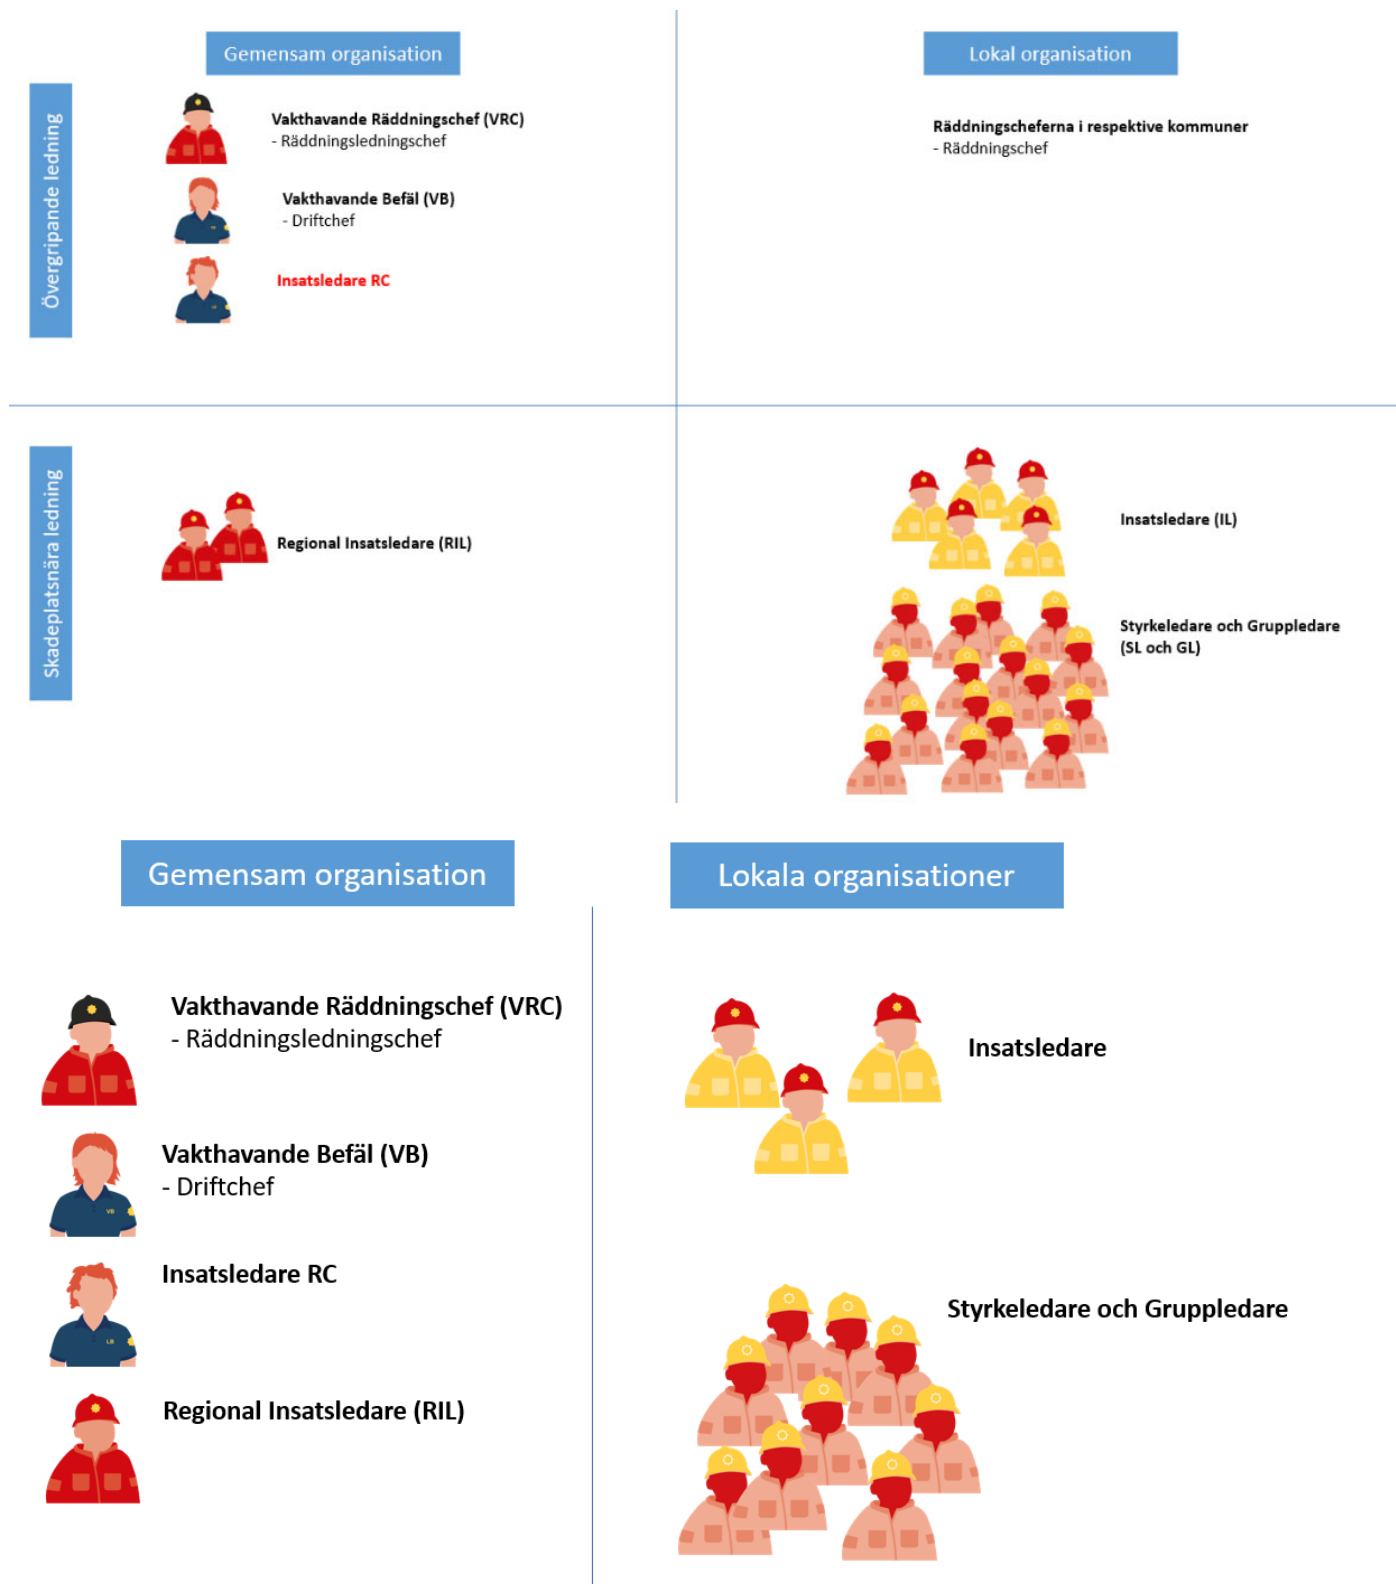 Gemensam organisation
Lokal organisation
Övergripande ledning
Vakthavande Räddningschef (VRC)
- Räddningsledningschef
Vakthavande Befäl (VB)
- Driftchef
Insatsledare RC
Räddningscheferna i respektive kommuner
- Räddningschef
Skadeplatsnära ledning
Regional Insatsledare (RIL)
Insatsledare (IL)
Styrkeledare och Gruppledare
(SL och GL)
Gemensam organisation
Lokala organisationer
Vakthavande Räddningschef (VRC)
- Räddningsledningschef
Vakthavande Befäl (VB)
- Driftchef
VB
Insatsledare RC
LB
Regional Insatsledare (RIL)
Insatsledare
Styrkeledare och Gruppledare